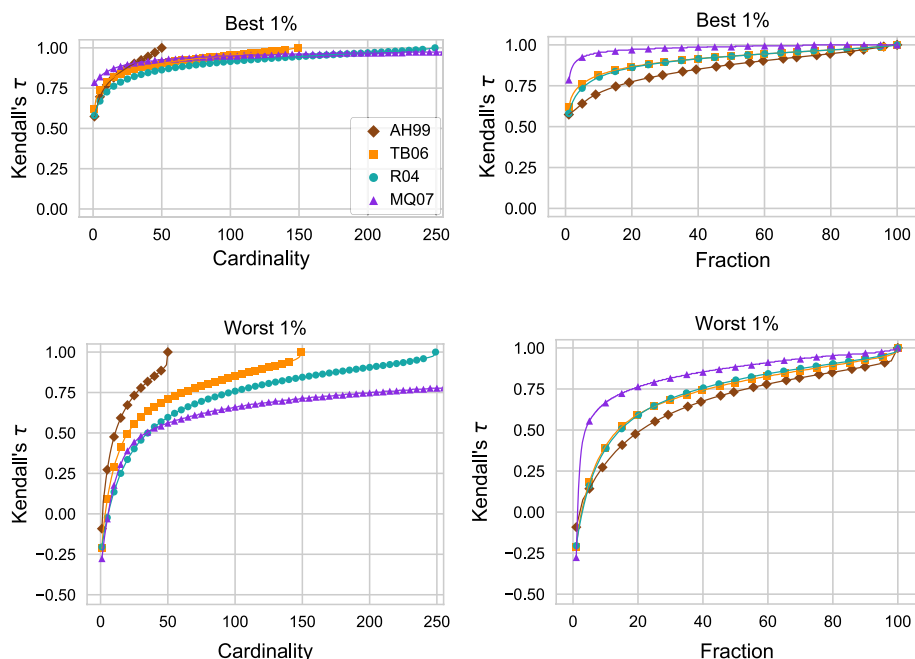 Best 1%
Kendall's τ
1.00
0.75
0.50
0.25
0.00
AH99
TB06
R04
MQ07
0 50 100 150 200 250
Cardinality
Best 1%
Kendall's τ
1.00
0.75
0.50
0.25
0.00
0 20 40 60 80 100
Fraction
Worst 1%
Kendall's τ
1.00
0.75
0.50
0.25
0.00
−0.25
−0.50
0 50 100 150 200 250
Cardinality
Worst 1%
Kendall's τ
1.00
0.75
0.50
0.25
0.00
−0.25
−0.50
0 20 40 60 80 100
Fraction